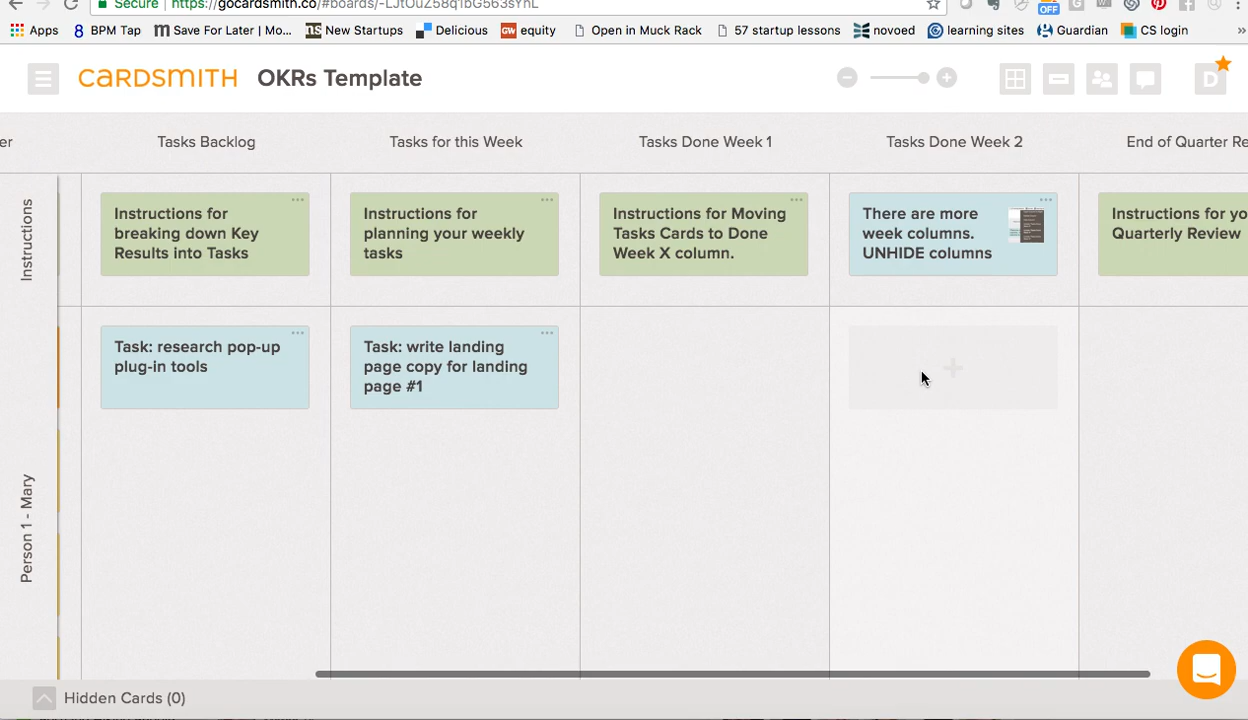 Secure https://gocardsmith.co/#boards/-LJtOuZ58q1bG563sYnL
OFF
Apps BPM Tap Save For Later | Mo... New Startups Delicious equity Open in Muck Rack 57 startup lessons novoed learning sites Guardian CS login »
CARDSMITH OKRs Template D
er Tasks Backlog Tasks for this Week Tasks Done Week 1 Tasks Done Week 2 End of Quarter Re
Instructions
Instructions for
breaking down Key
Results into Tasks
Instructions for
planning your weekly
tasks
Instructions for Moving
Tasks Cards to Done
Week X column.
There are more
week columns.
UNHIDE columns
Instructions for yo
Quarterly Review
Person 1 - Mary
Task: research pop-up
plug-in tools
Task: write landing
page copy for landing
page #1
Hidden Cards (0)